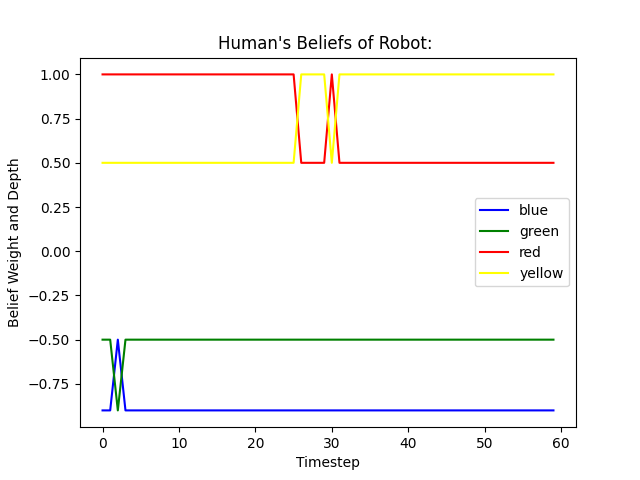 Human's Beliefs of Robot:
Belief Weight and Depth
1.00
0.75
0.50
0.25
0.00
−0.25
−0.50
−0.75
blue
green
red
yellow
0 10 20 30 40 50 60
Timestep